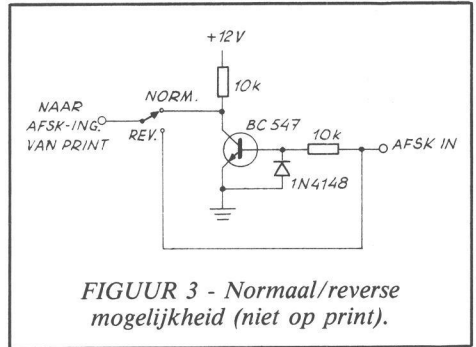 +12V
10k
NORM.
NAAR
AFSK-ING.
VAN PRINT
REV.
BC 547
10k
AFSK IN
1N4148
FIGUUR 3 - Normaal/reverse
mogelijkheid (niet op print).